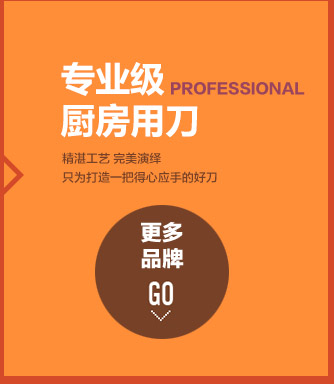 专业级 PROFESSIONAL
厨房用刀
精湛工艺 完美演绎
只为打造一把得心应手的好刀
更多
品牌
GO